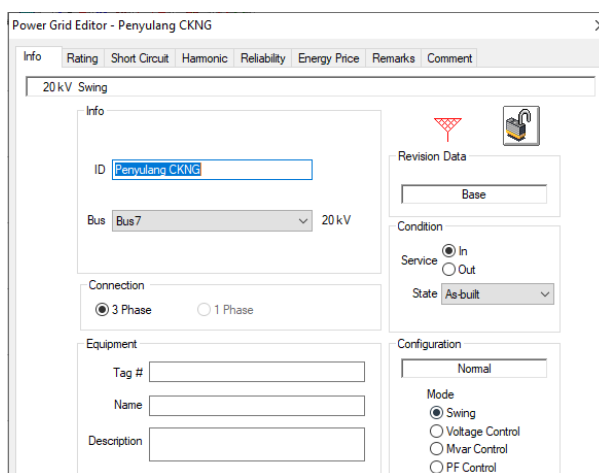 Power Grid Editor - Penyulang CKNG
Info Rating Short Circuit Harmonic Reliability Energy Price Remarks Comment
20 kV Swing
Info
ID Penyulang CKNG
Bus Bus7 20 kV
Revision Data
Base
Condition
Service In
Out
State As-built
Connection
3 Phase 1 Phase
Equipment
Tag #
Name
Description
Configuration
Normal
Mode
Swing
Voltage Control
Mvar Control
PF Control